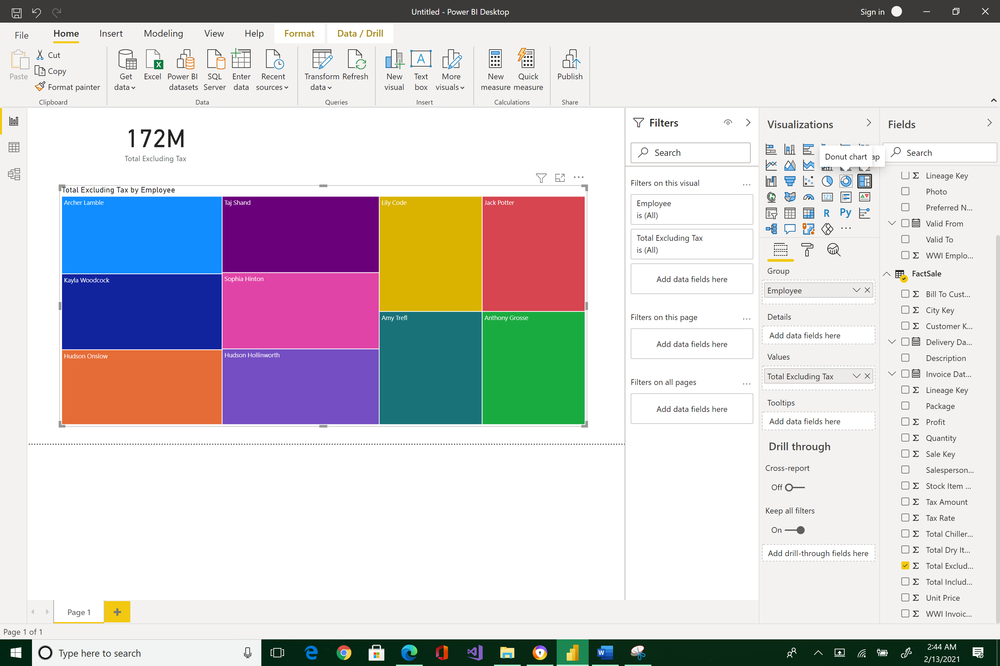 Untitled - Power BI Desktop
Sign in
File
Home
Insert
Modeling
View
Help
Format
Data / Drill
Paste
Cut
Copy
Format painter
Clipboard
Get data
Excel
Power BI datasets
SQL Server
Enter data
Recent sources
Data
Transform data
Refresh
Queries
New visual
Text box
More visuals
Insert
New measure
Quick measure
Calculations
Publish
Share
172M
Total Excluding Tax
Total Excluding Tax by Employee
Archer Lamble
Taj Shand
Lily Code
Jack Potter
Kayla Woodcock
Sophia Hinton
Amy Trefl
Anthony Grosse
Hudson Onslow
Hudson Hollinworth
Filters
Search
Filters on this visual
...
Employee
is (All)
Total Excluding Tax
is (All)
Add data fields here
Filters on this page
...
Add data fields here
Filters on all pages
...
Add data fields here
Visualizations
Donut chart
ap
123
R
Py
...
Group
Employee
Details
Add data fields here
Values
Total Excluding Tax
Tooltips
Add data fields here
Drill through
Cross-report
Off
Keep all filters
On
Add drill-through fields here
Fields
Search
Σ Lineage Key
Photo
Preferred N...
Valid From
Valid To
Σ WWI Emplo...
FactSale
Σ Bill To Cust...
Σ City Key
Σ Customer K...
Delivery Da...
Description
Invoice Dat...
Σ Lineage Key
Package
Σ Profit
Σ Quantity
Σ Sale Key
Salesperson...
Σ Stock Item ...
Σ Tax Amount
Σ Tax Rate
Σ Total Chiller...
Σ Total Dry It...
Σ Total Exclud...
Σ Total Includ...
Σ Unit Price
Σ WWI Invoic...
Page 1
Page 1 of 1
Type here to search
2:44 AM
2/13/2021